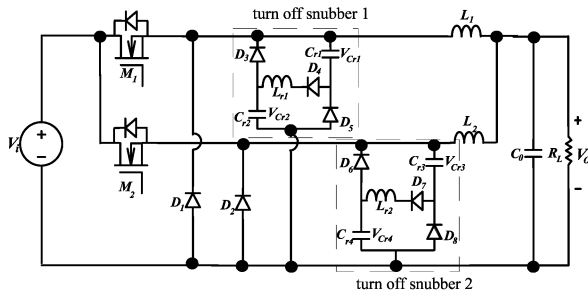 turn off snubber 1
L1
M1
D3
Cr1
VCr1
Lr1
D4
Cr2
VCr2
D5
L2
Vi
+
−
M2
D1
D2
D6
Cr3
VCr3
D7
Lr2
Cr4
VCr4
D8
C0
RL
+
Vo
-
turn off snubber 2